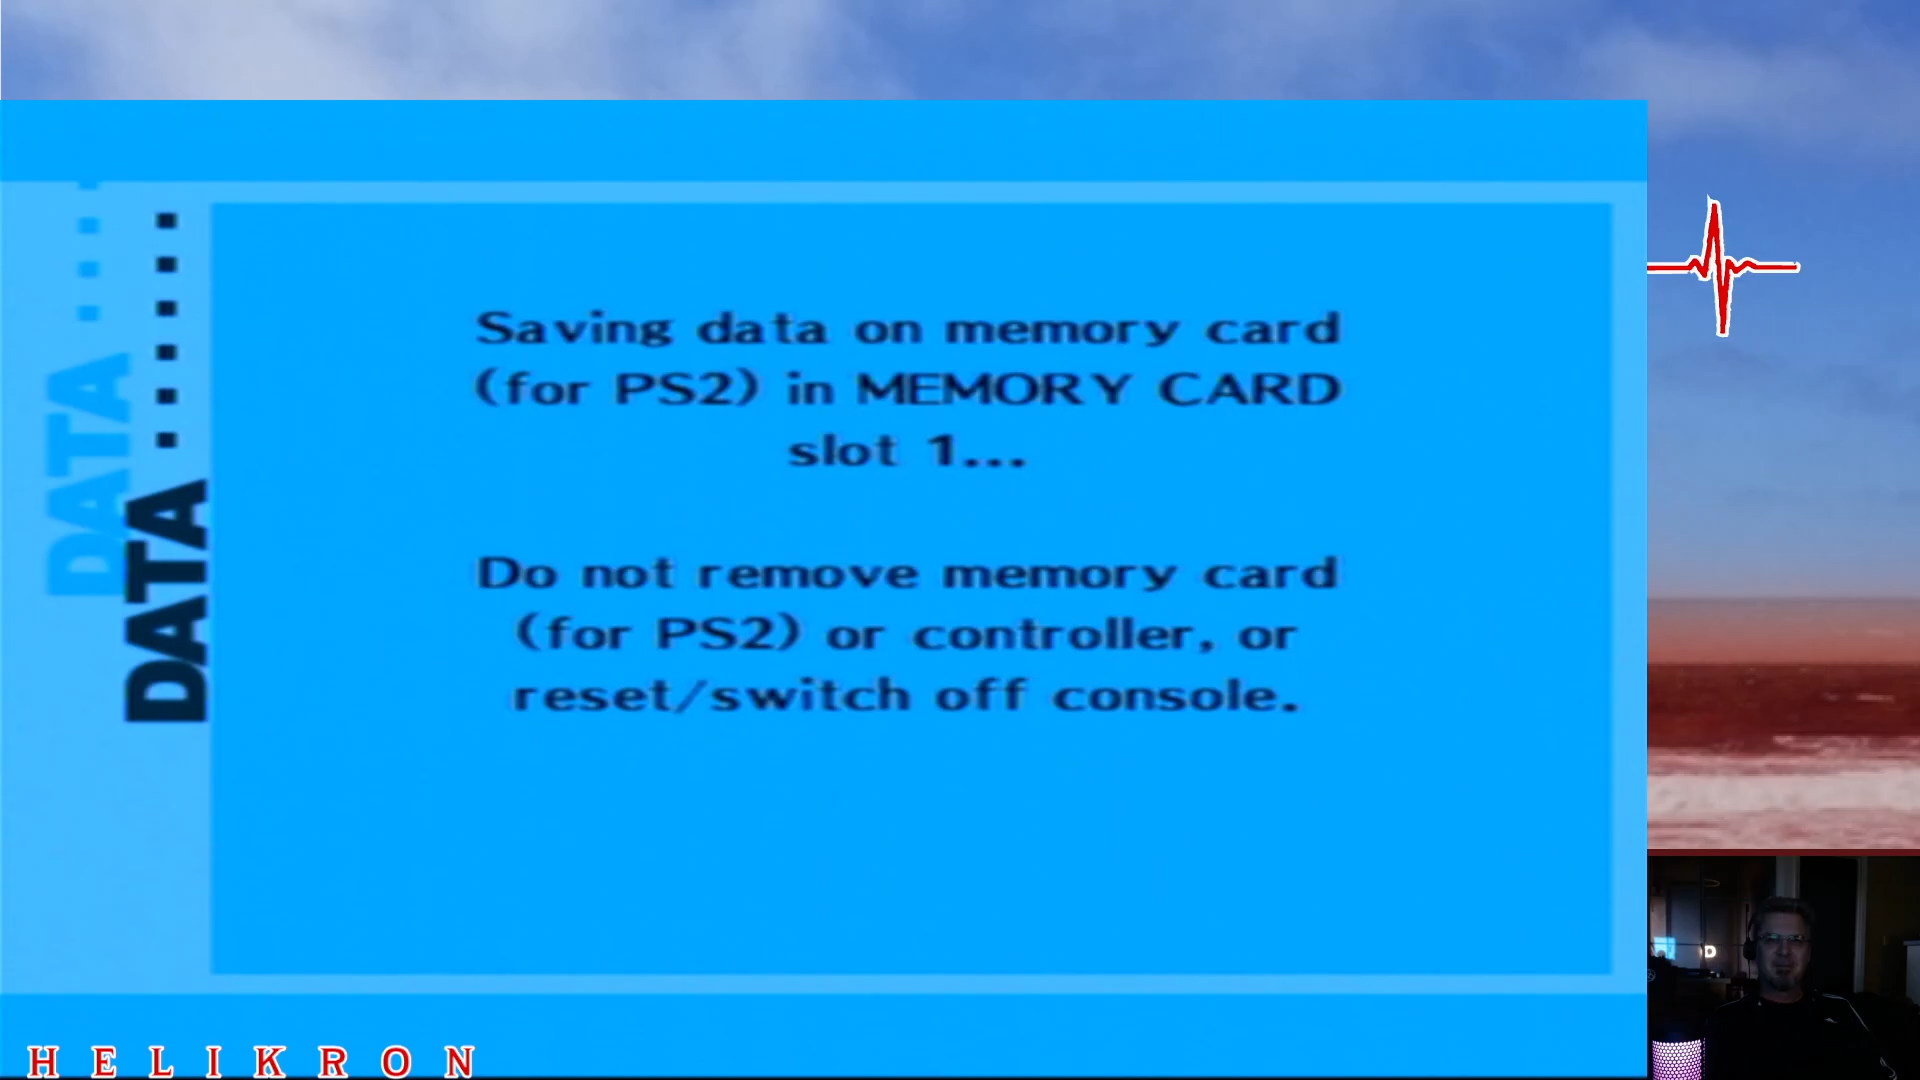 DATA ......
DATA ....
Saving data on memory card
(for PS2) in MEMORY CARD
slot 1...
Do not remove memory card
(for PS2) or controller, or
reset/switch off console.
HELIKRON